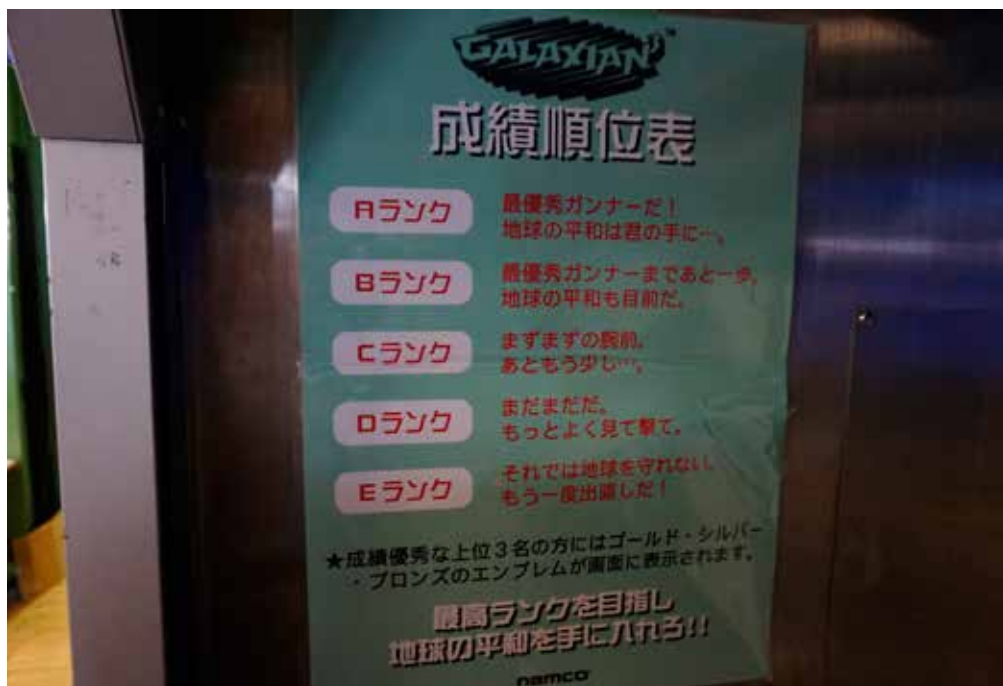 GALAXIAN³™
成績順位表
Aランク
最優秀ガンナーだ!
地球の平和は君の手に…。
Bランク
最優秀ガンナーまであと一歩。
地球の平和も目前だ。
Cランク
まずまずの腕前。
あともう少し…。
Dランク
まだまだだ。
もっとよく見て撃て。
Eランク
それでは地球を守れない。
もう一度出直しだ!
★成績優秀な上位3名の方にはゴールド・シルバー
・ブロンズのエンブレムが画面に表示されます。
最高ランクを目指し
地球の平和を手に入れろ!!
namco